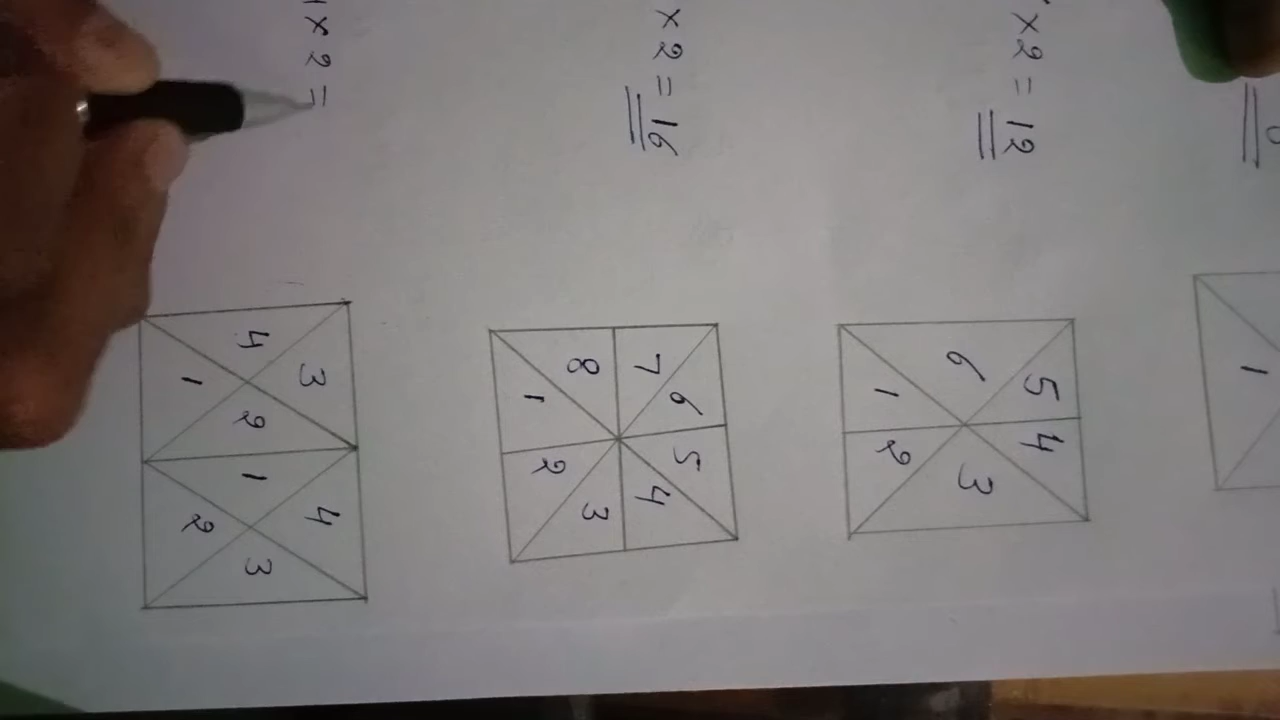 1
× 2 = 12
5 4
6 3
1 2
× 2 = 16
6 5
7 4
8 3
1 2
× 2 =
3 4
4 2 1 3
1 2